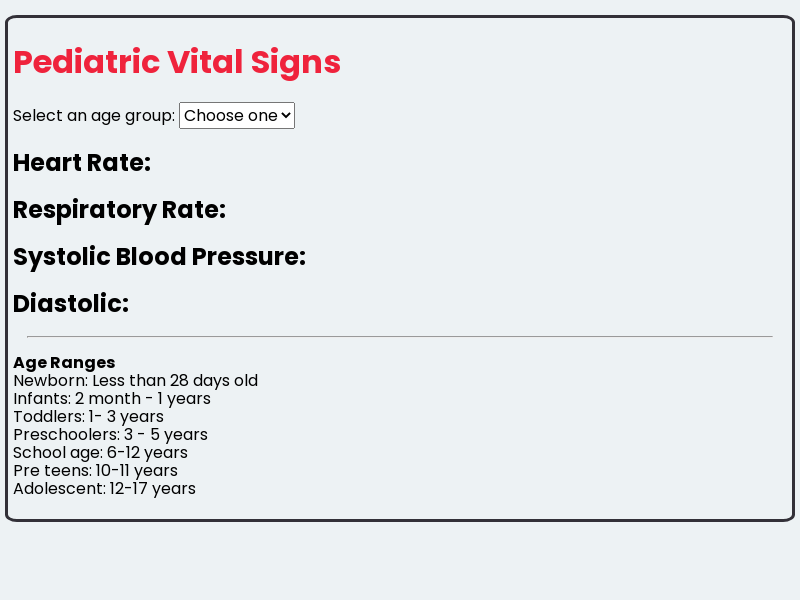 Pediatric Vital Signs
Select an age group: Choose one
Heart Rate:
Respiratory Rate:
Systolic Blood Pressure:
Diastolic:
Age Ranges
Newborn: Less than 28 days old
Infants: 2 month - 1 years
Toddlers: 1- 3 years
Preschoolers: 3 - 5 years
School age: 6-12 years
Pre teens: 10-11 years
Adolescent: 12-17 years